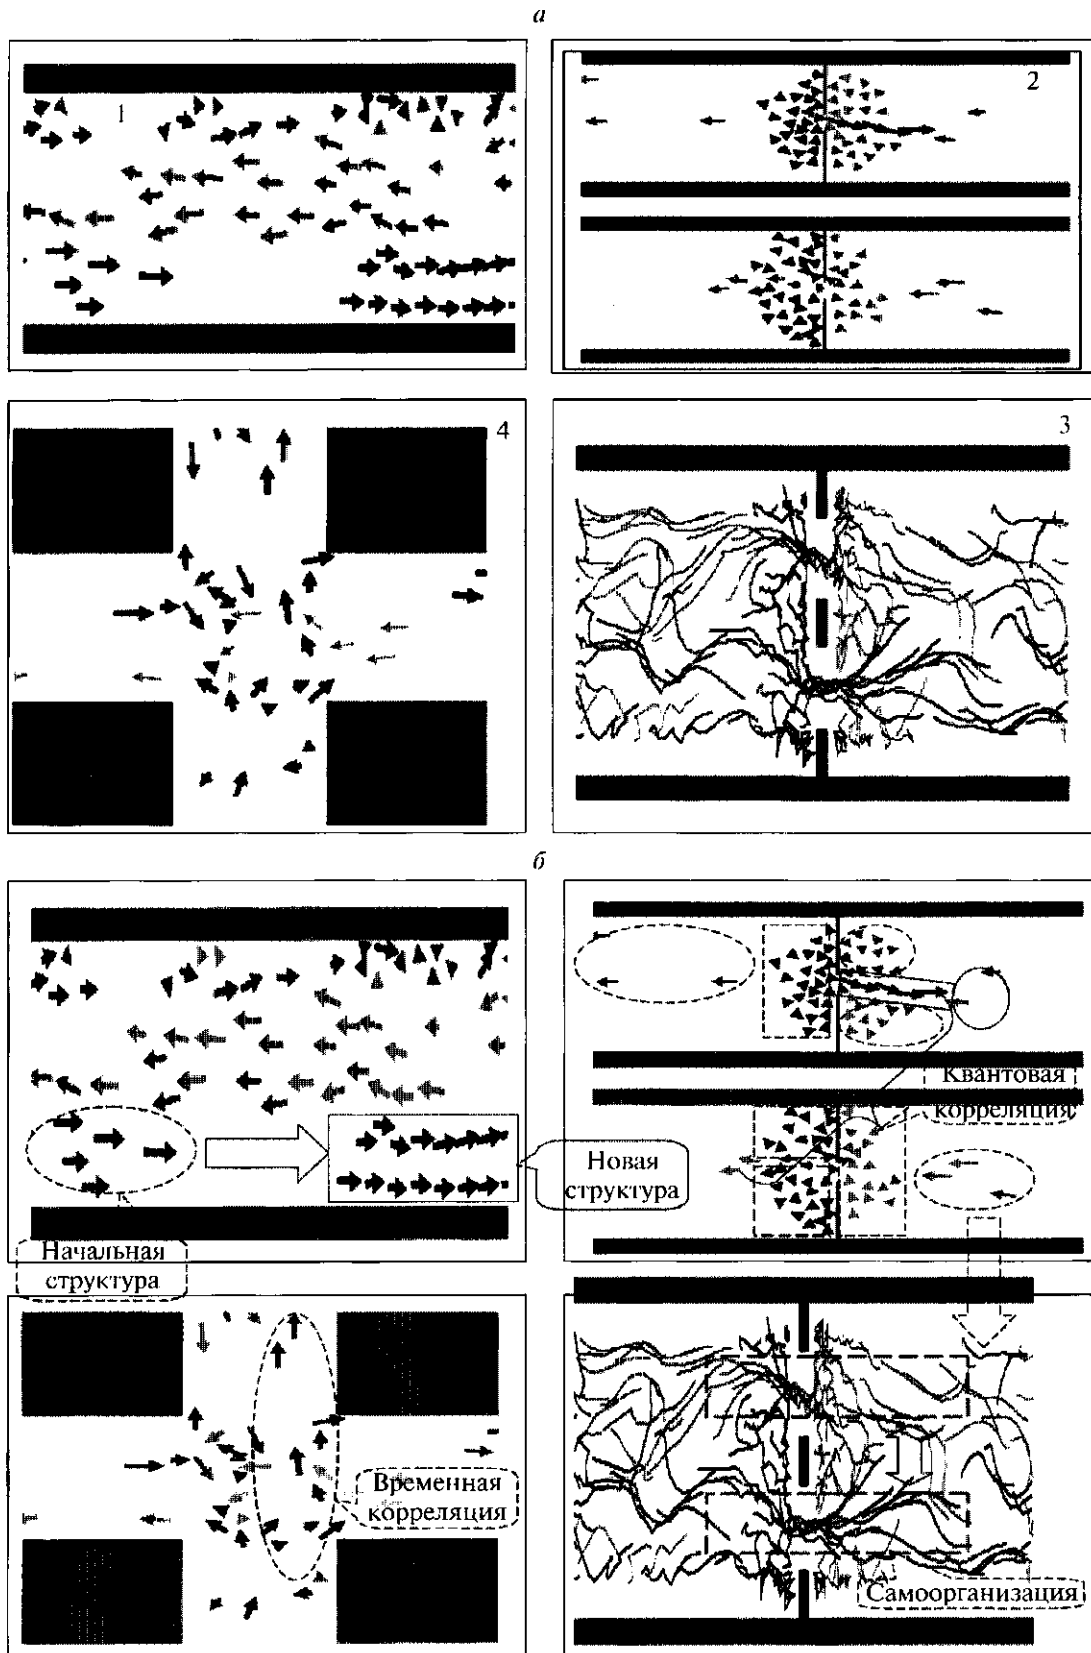 а
1
2
4
3
б
Квантовая
корреляция
Новая
структура
Начальная
структура
Временная
корреляция
Самоорганизация